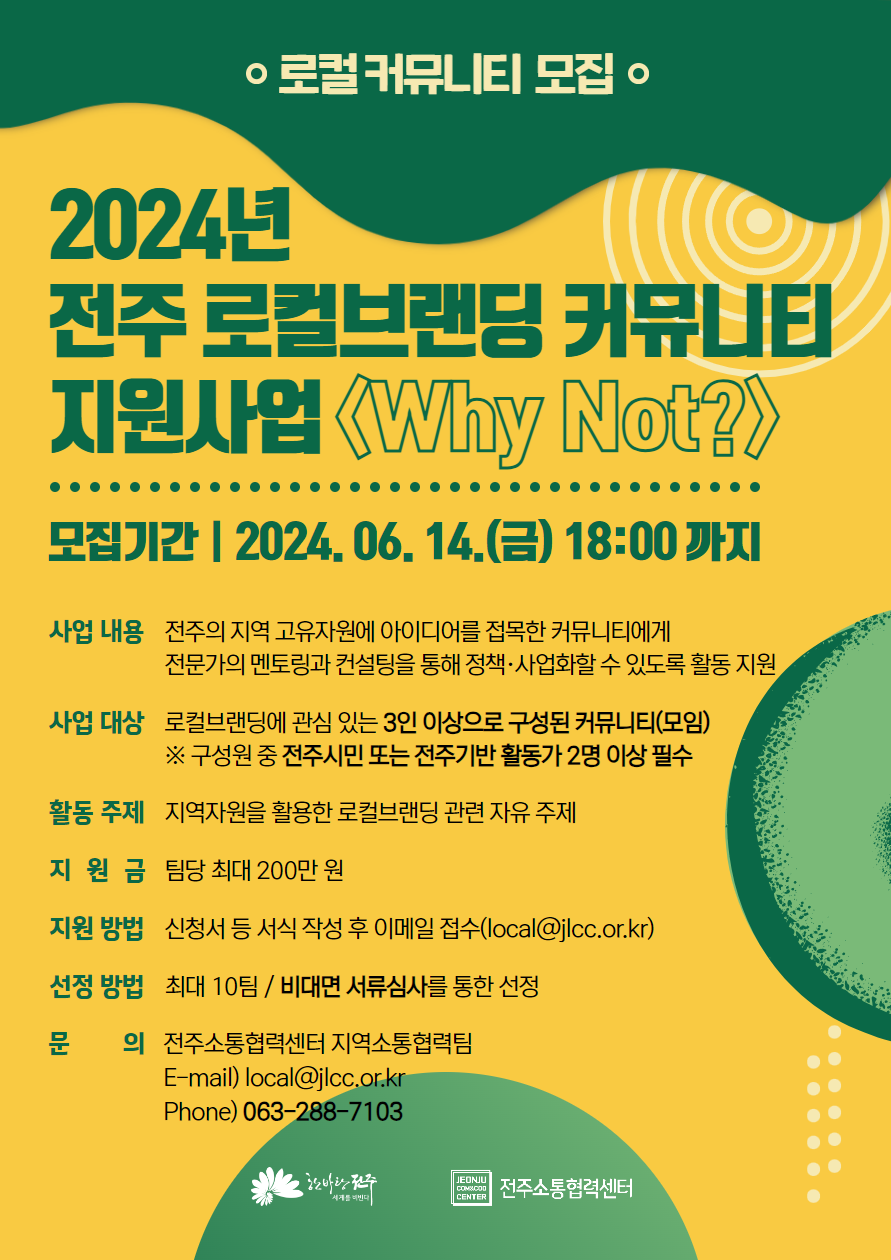 로컬 커뮤니티 모집
2024년
전주 로컬브랜딩 커뮤니티
지원사업 〈Why Not?〉
모집기간 | 2024. 06. 14.(금) 18:00 까지
사업 내용 전주의 지역 고유자원에 아이디어를 접목한 커뮤니티에게
전문가의 멘토링과 컨설팅을 통해 정책·사업화할 수 있도록 활동 지원
사업 대상 로컬브랜딩에 관심 있는 3인 이상으로 구성된 커뮤니티(모임)
※ 구성원 중 전주시민 또는 전주기반 활동가 2명 이상 필수
활동 주제 지역자원을 활용한 로컬브랜딩 관련 자유 주제
지 원 금 팀당 최대 200만 원
지원 방법 신청서 등 서식 작성 후 이메일 접수(local@jlcc.or.kr)
선정 방법 최대 10팀 / 비대면 서류심사를 통한 선정
문 의 전주소통협력센터 지역소통협력팀
E-mail) local@jlcc.or.kr
Phone) 063-288-7103
한바탕 전주
세계를 비빈다
JEONJU
COM&COO
CENTER
전주소통협력센터